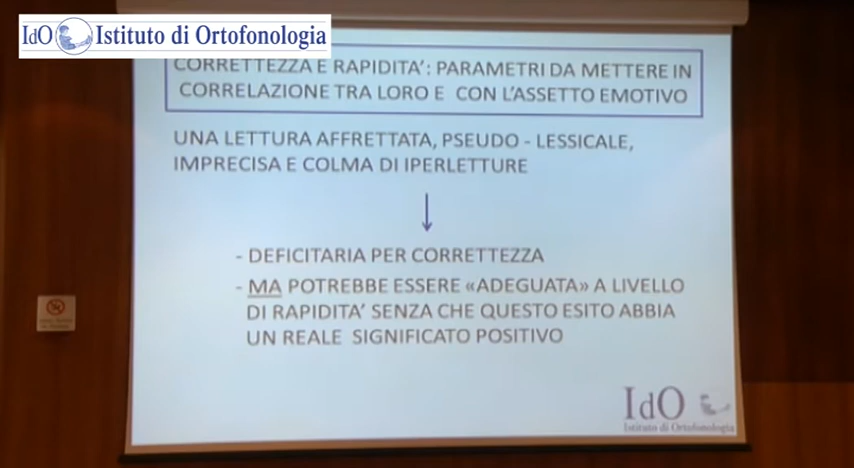 IdO Istituto di Ortofonologia
CORRETTEZZA E RAPIDITA': PARAMETRI DA METTERE IN
CORRELAZIONE TRA LORO E CON L'ASSETTO EMOTIVO
UNA LETTURA AFFRETTATA, PSEUDO - LESSICALE,
IMPRECISA E COLMA DI IPERLETTURE
- DEFICITARIA PER CORRETTEZZA
- MA POTREBBE ESSERE «ADEGUATA» A LIVELLO
DI RAPIDITA' SENZA CHE QUESTO ESITO ABBIA
UN REALE SIGNIFICATO POSITIVO
IdO
Istituto di Ortofonologia